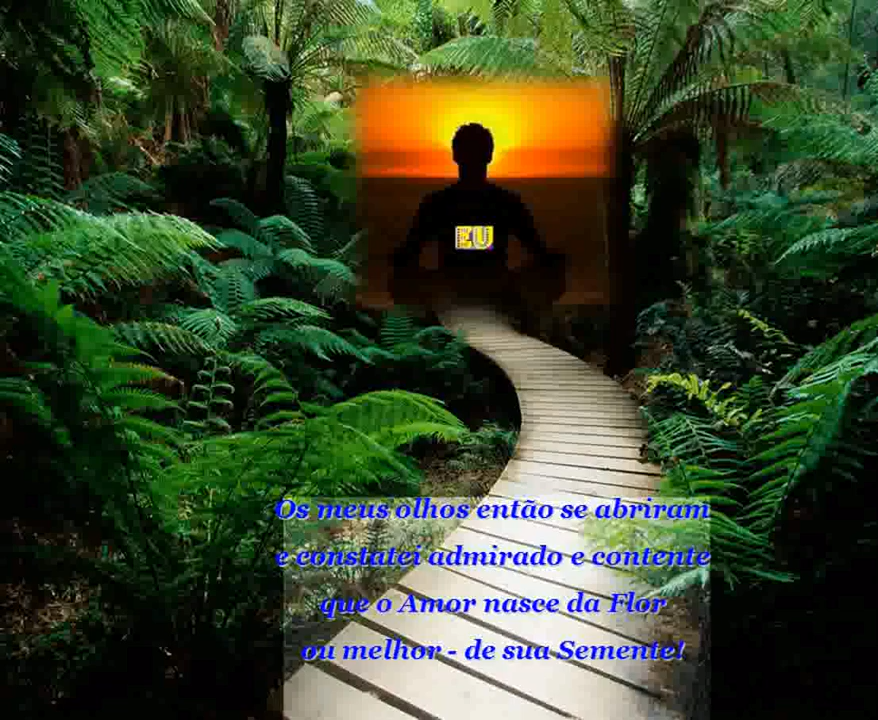 EU
Os meus olhos então se abriram
e constatei admirado e contente
que o Amor nasce da Flor
ou melhor - de sua Semente!